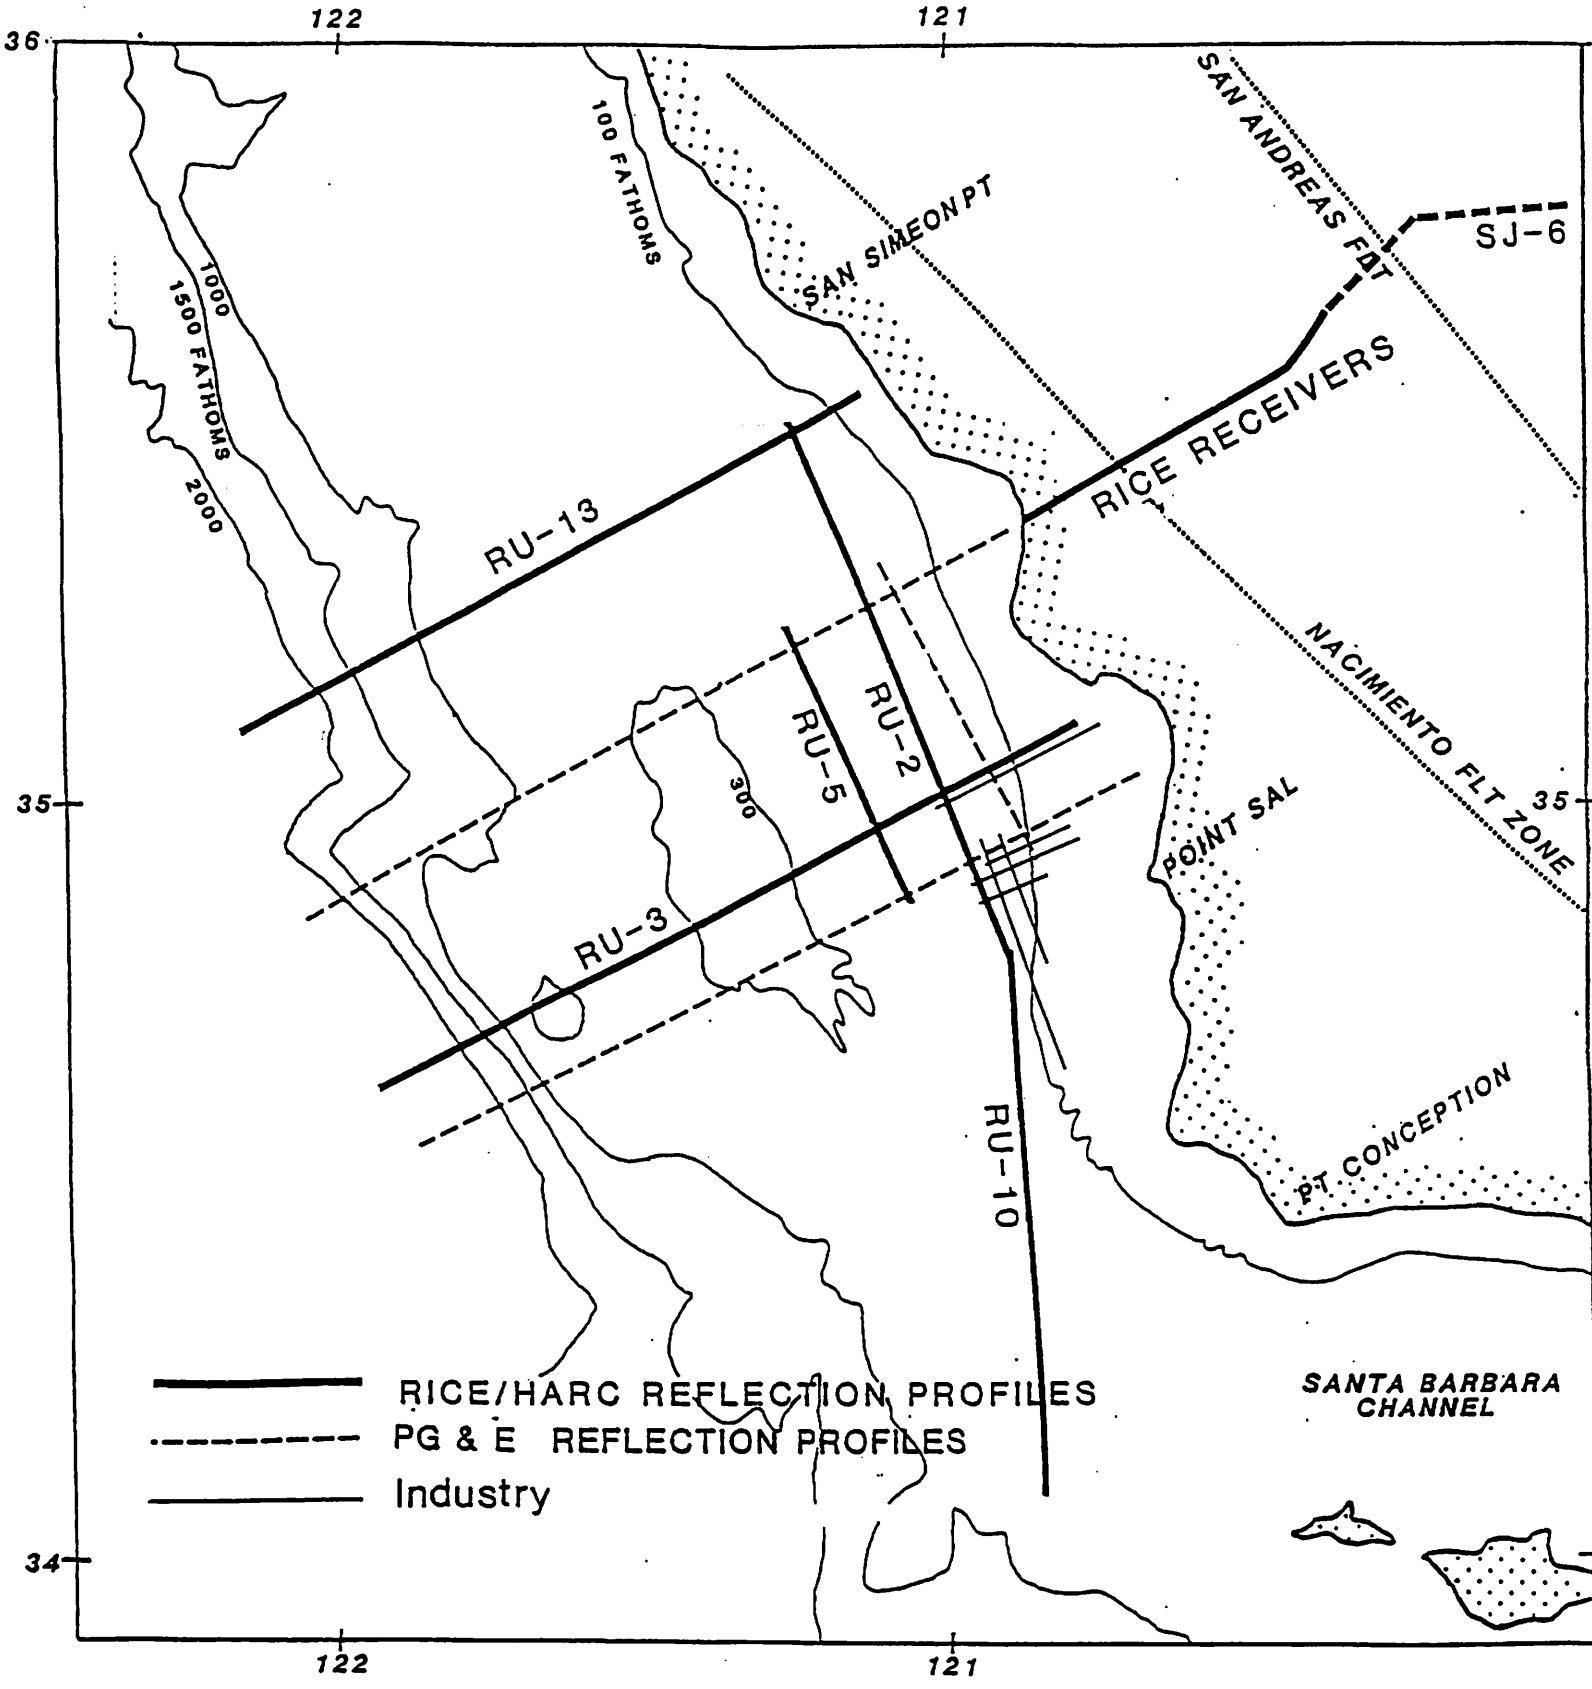 122
121
36
SAN ANDREAS FLT
100 FATHOMS
SAN SIMEON PT
SJ-6
1000
1500 FATHOMS
RICE RECEIVERS
2000
RU-13
NACIMIENTO FLT ZONE
RU-2
RU-5
300
35
35
POINT SAL
RU-3
PT CONCEPTION
RU-10
SANTA BARBARA
CHANNEL
RICE/HARC REFLECTION PROFILES
PG & E REFLECTION PROFILES
Industry
34
122
121